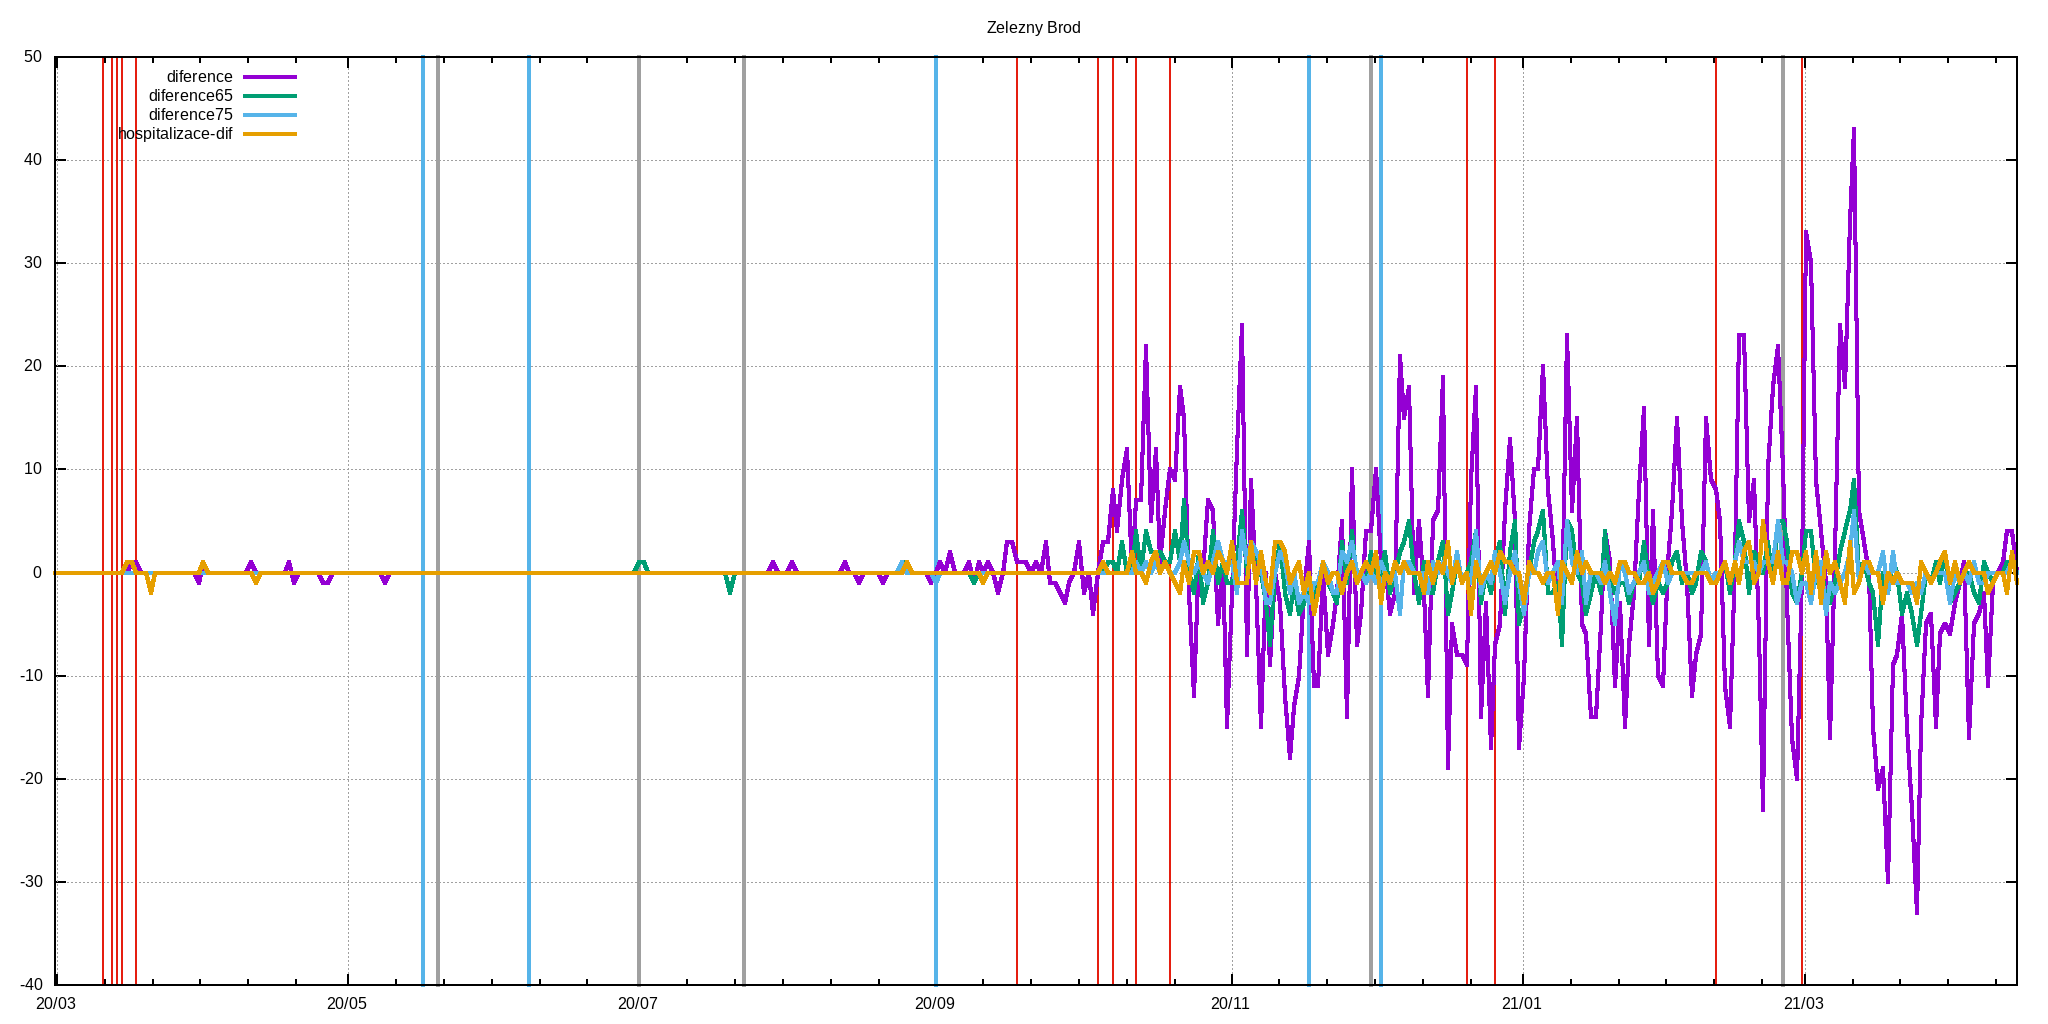 Zelezny Brod
50
40
30
20
10
0
-10
-20
-30
-40
diference
diference65
diference75
hospitalizace-dif
20/03 20/05 20/07 20/09 20/11 21/01 21/03